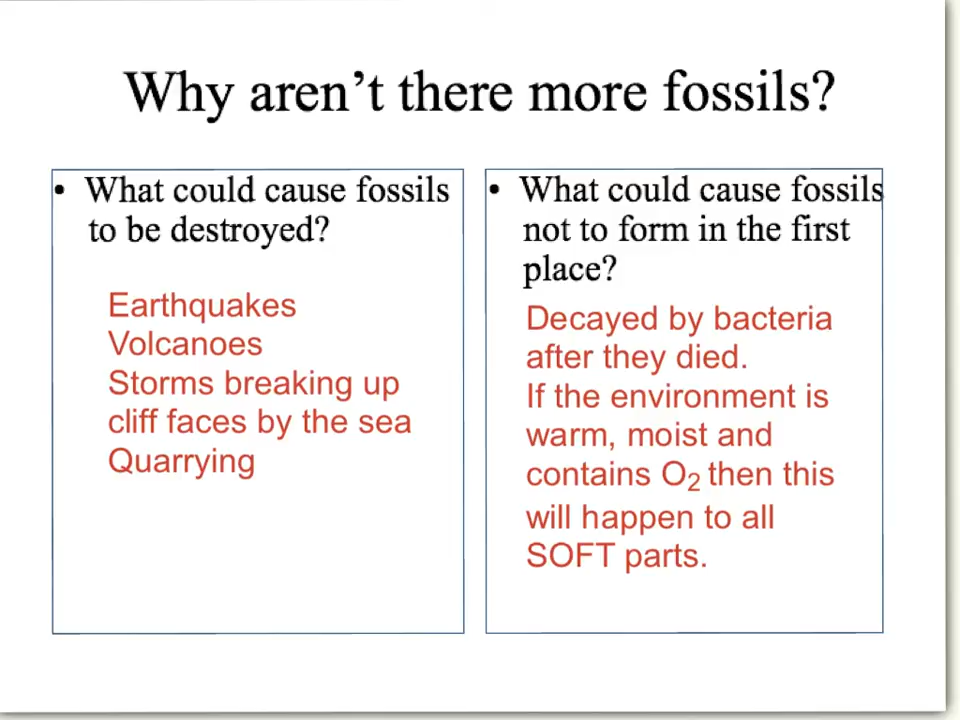 Why aren’t there more fossils?
• What could cause fossils
to be destroyed?
Earthquakes
Volcanoes
Storms breaking up
cliff faces by the sea
Quarrying
• What could cause fossils
not to form in the first
place?
Decayed by bacteria
after they died.
If the environment is
warm, moist and
contains O₂ then this
will happen to all
SOFT parts.